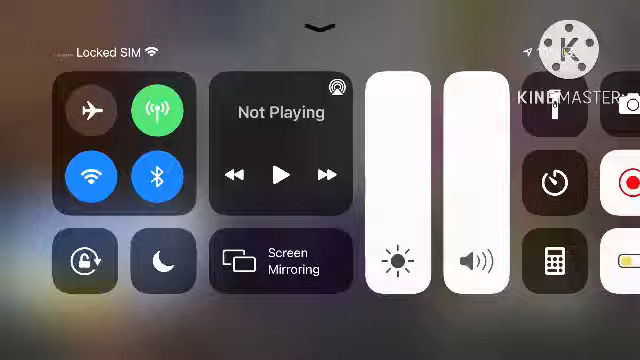 Locked SIM
K
KINEMASTER
Not Playing
Screen
Mirroring